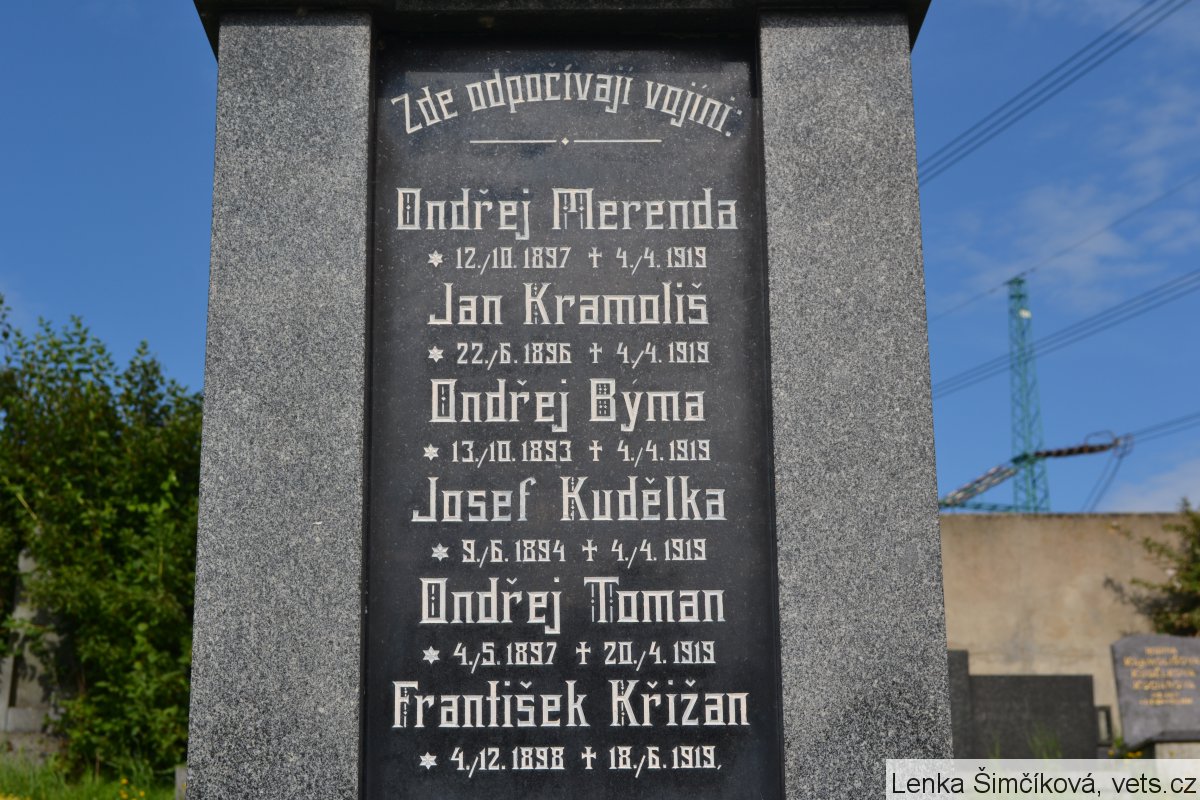 Zde odpočívají vojíni:
Ondřej Merenda
* 12./10. 1897 † 4./4. 1919
Jan Kramoliš
* 22./6. 1896 † 4./4. 1919
Ondřej Býma
* 13./10. 1893 † 4./4. 1919
Josef Kudělka
* 9./6. 1894 † 4./4. 1919
Ondřej Toman
* 4./5. 1897 † 20./4. 1919
František Křižan
* 4./12. 1898 † 18./6. 1919.
Lenka Šimčíková, vets.cz